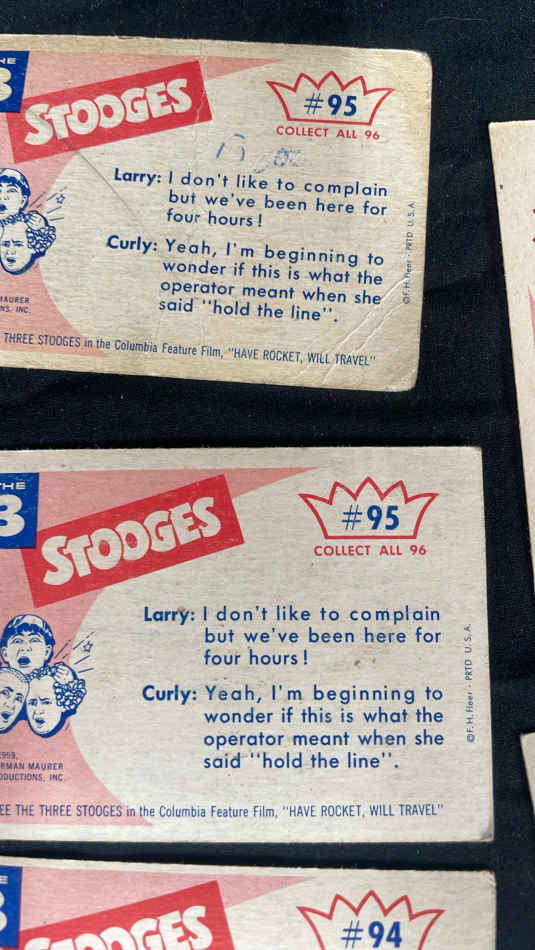 THE
3 STOOGES
#95
COLLECT ALL 96
Larry: I don't like to complain
but we've been here for
four hours!
Curly: Yeah, I'm beginning to
wonder if this is what the
operator meant when she
said "hold the line".
© F. H. Fleer - PRTD U.S.A.
MAURER
NS, INC.
THREE STOOGES in the Columbia Feature Film, "HAVE ROCKET, WILL TRAVEL"
THE
3 STOOGES
#95
COLLECT ALL 96
Larry: I don't like to complain
but we've been here for
four hours!
Curly: Yeah, I'm beginning to
wonder if this is what the
operator meant when she
said "hold the line".
© F. H. Fleer - PRTD U.S.A.
1959,
RMAN MAURER
ODUCTIONS, INC.
EE THE THREE STOOGES in the Columbia Feature Film, "HAVE ROCKET, WILL TRAVEL"
E
3 STOOGES
#94